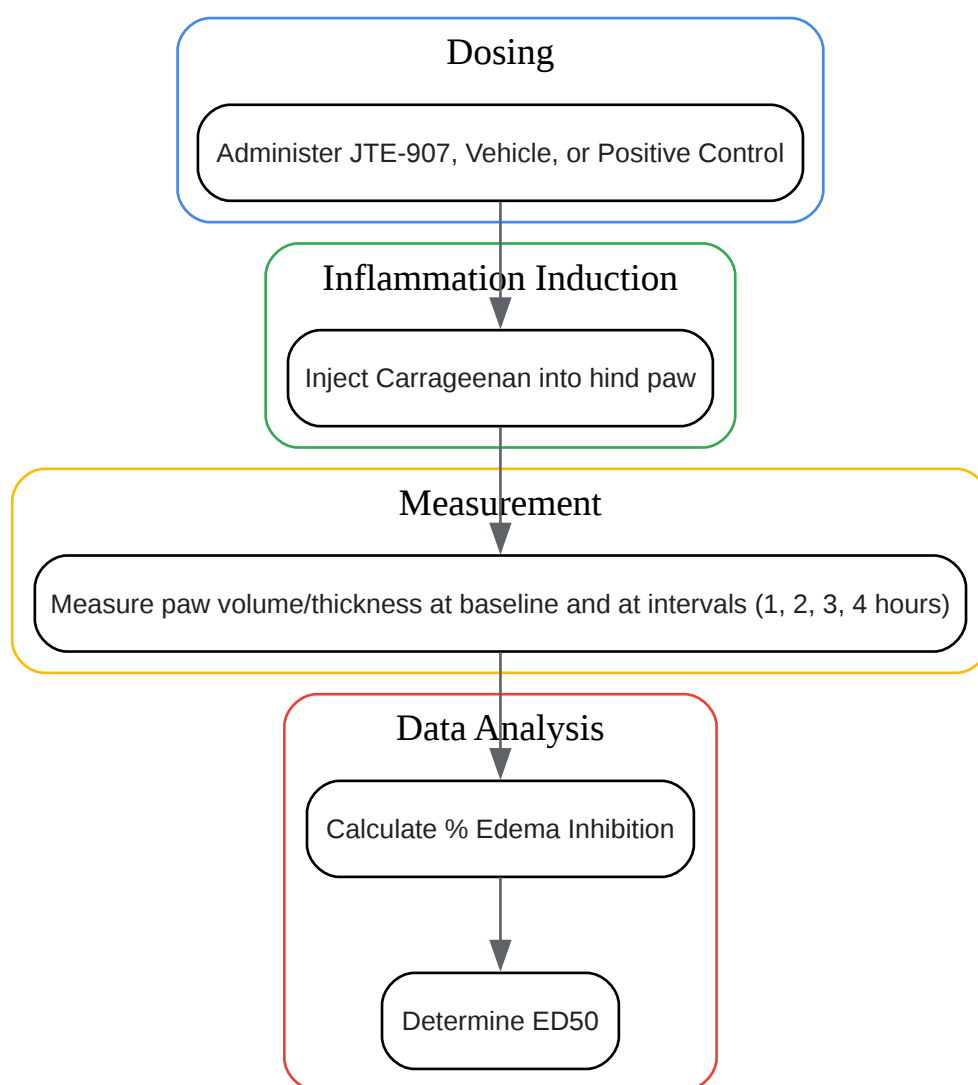 Dosing
Administer JTE-907, Vehicle, or Positive Control
Inflammation Induction
Inject Carrageenan into hind paw
Measurement
Measure paw volume/thickness at baseline and at intervals (1, 2, 3, 4 hours)
Data Analysis
Calculate % Edema Inhibition
Determine ED50